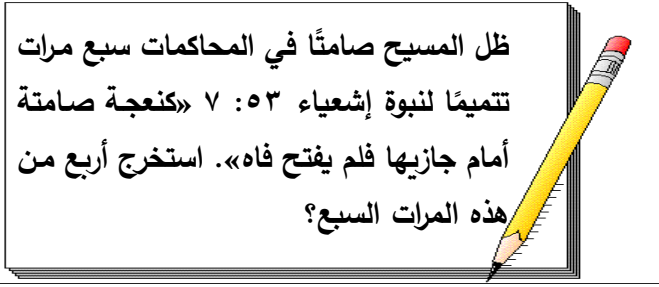 ظل المسيح صامتًا في المحاكمات سبع مرات
تتميمًا لنبوة إشعياء ٥٣: ٧ «كنعجة صامتة
أمام جازيها فلم يفتح فاه». استخرج أربع من
هذه المرات السبع؟